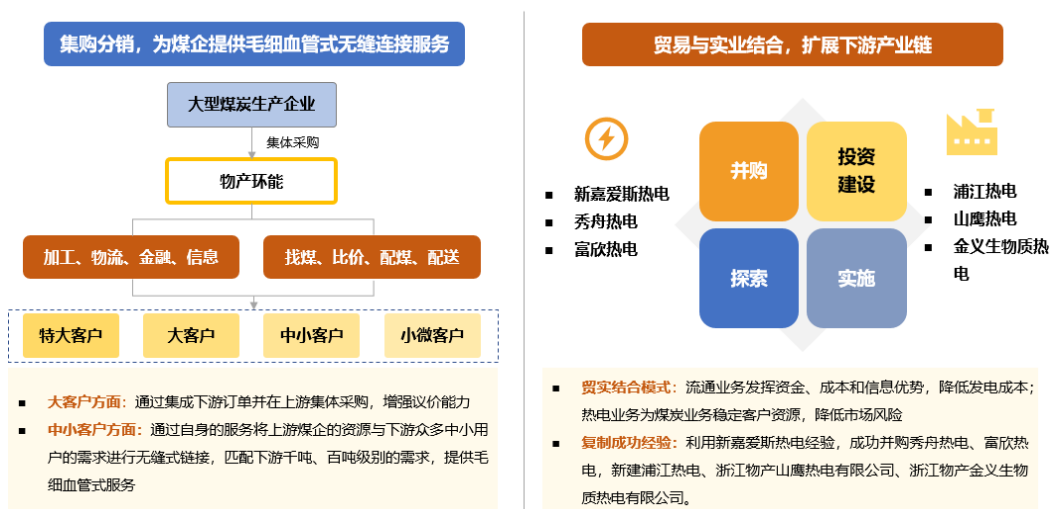 集购分销，为煤企提供毛细血管式无缝连接服务
大型煤炭生产企业
集体采购
物产环能
加工、物流、金融、信息
找煤、比价、配煤、配送
特大客户
大客户
中小客户
小微客户
■ 大客户方面：通过集成下游订单并在上游集体采购，增强议价能力
■ 中小客户方面：通过自身的服务将上游煤企的资源与下游众多中小用
户的需求进行无缝式链接，匹配下游千吨、百吨级别的需求，提供毛
细血管式服务
贸易与实业结合，扩展下游产业链
■ 新嘉爱斯热电
■ 秀舟热电
■ 富欣热电
并购
投资
建设
探索
实施
■ 浦江热电
■ 山鹰热电
■ 金义生物质热
电
■ 贸实结合模式：流通业务发挥资金、成本和信息优势，降低发电成本；
热电业务为煤炭业务稳定客户资源，降低市场风险
■ 复制成功经验：利用新嘉爱斯热电经验，成功并购秀舟热电、富欣热
电，新建浦江热电、浙江物产山鹰热电有限公司、浙江物产金义生物
质热电有限公司。